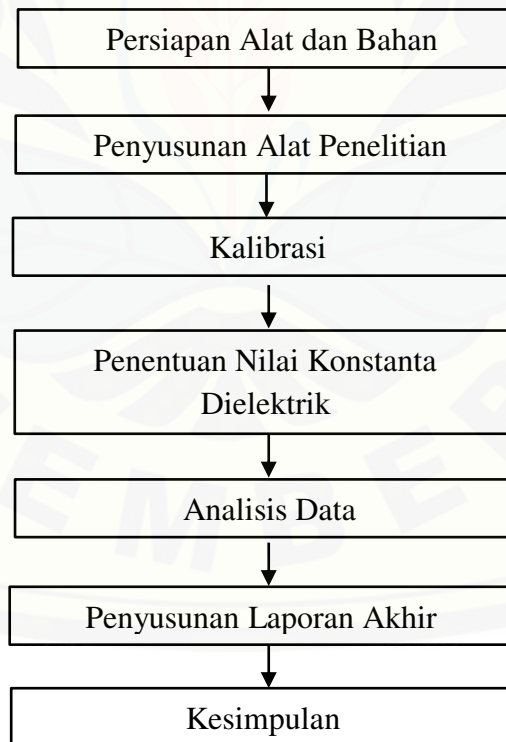 Persiapan Alat dan Bahan
Penyusunan Alat Penelitian
Kalibrasi
Penentuan Nilai Konstanta
Dielektrik
Analisis Data
Penyusunan Laporan Akhir
Kesimpulan